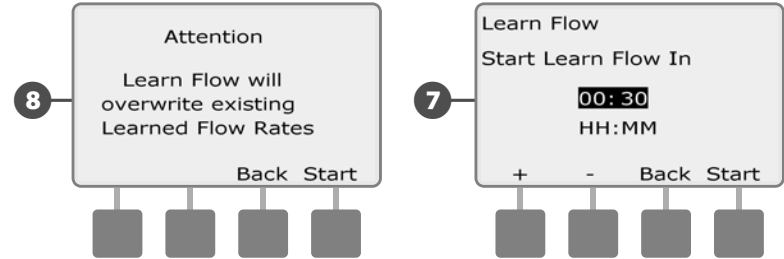 8
Attention
Learn Flow will
overwrite existing
Learned Flow Rates
Back Start
7
Learn Flow
Start Learn Flow In
00:30
HH:MM
+ - Back Start